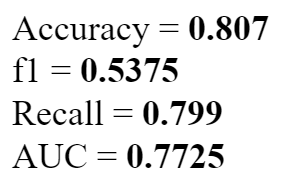 Accuracy = 0.807
f1 = 0.5375
Recall = 0.799
AUC = 0.7725